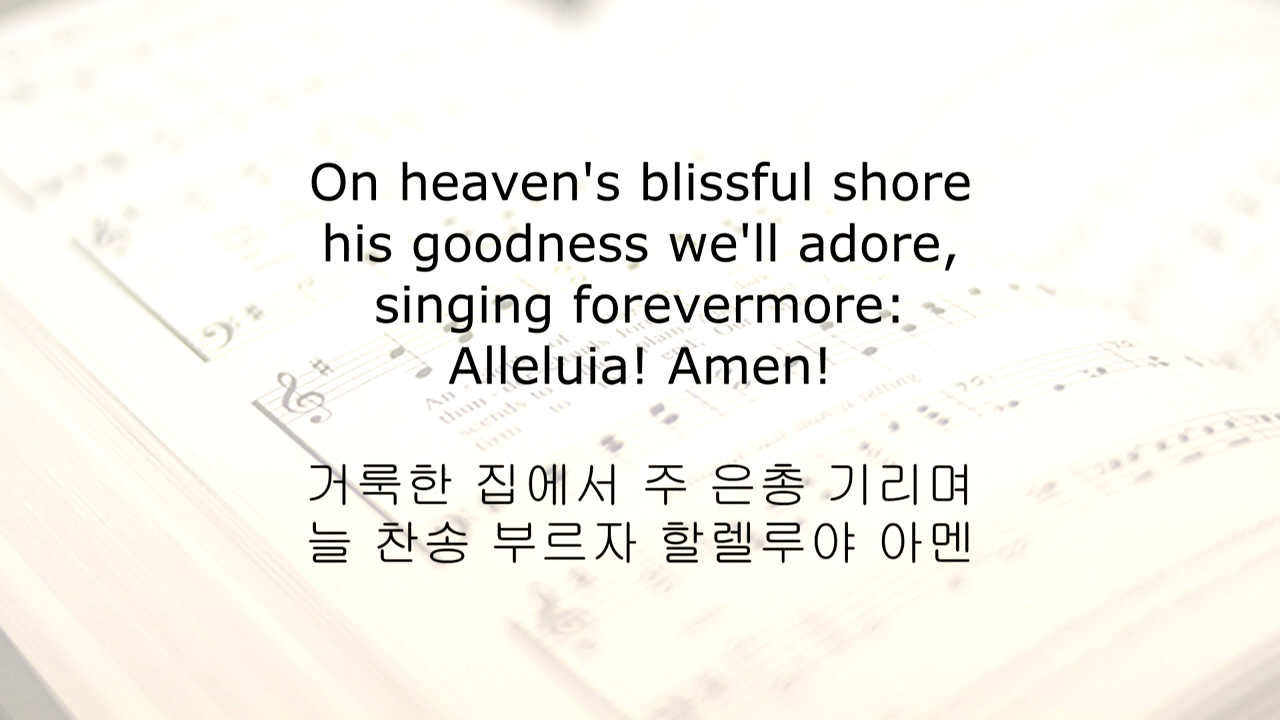 On heaven's blissful shore
his goodness we'll adore,
singing forevermore:
Alleluia! Amen!
거룩한 집에서 주 은총 기리며
늘 찬송 부르자 할렐루야 아멘